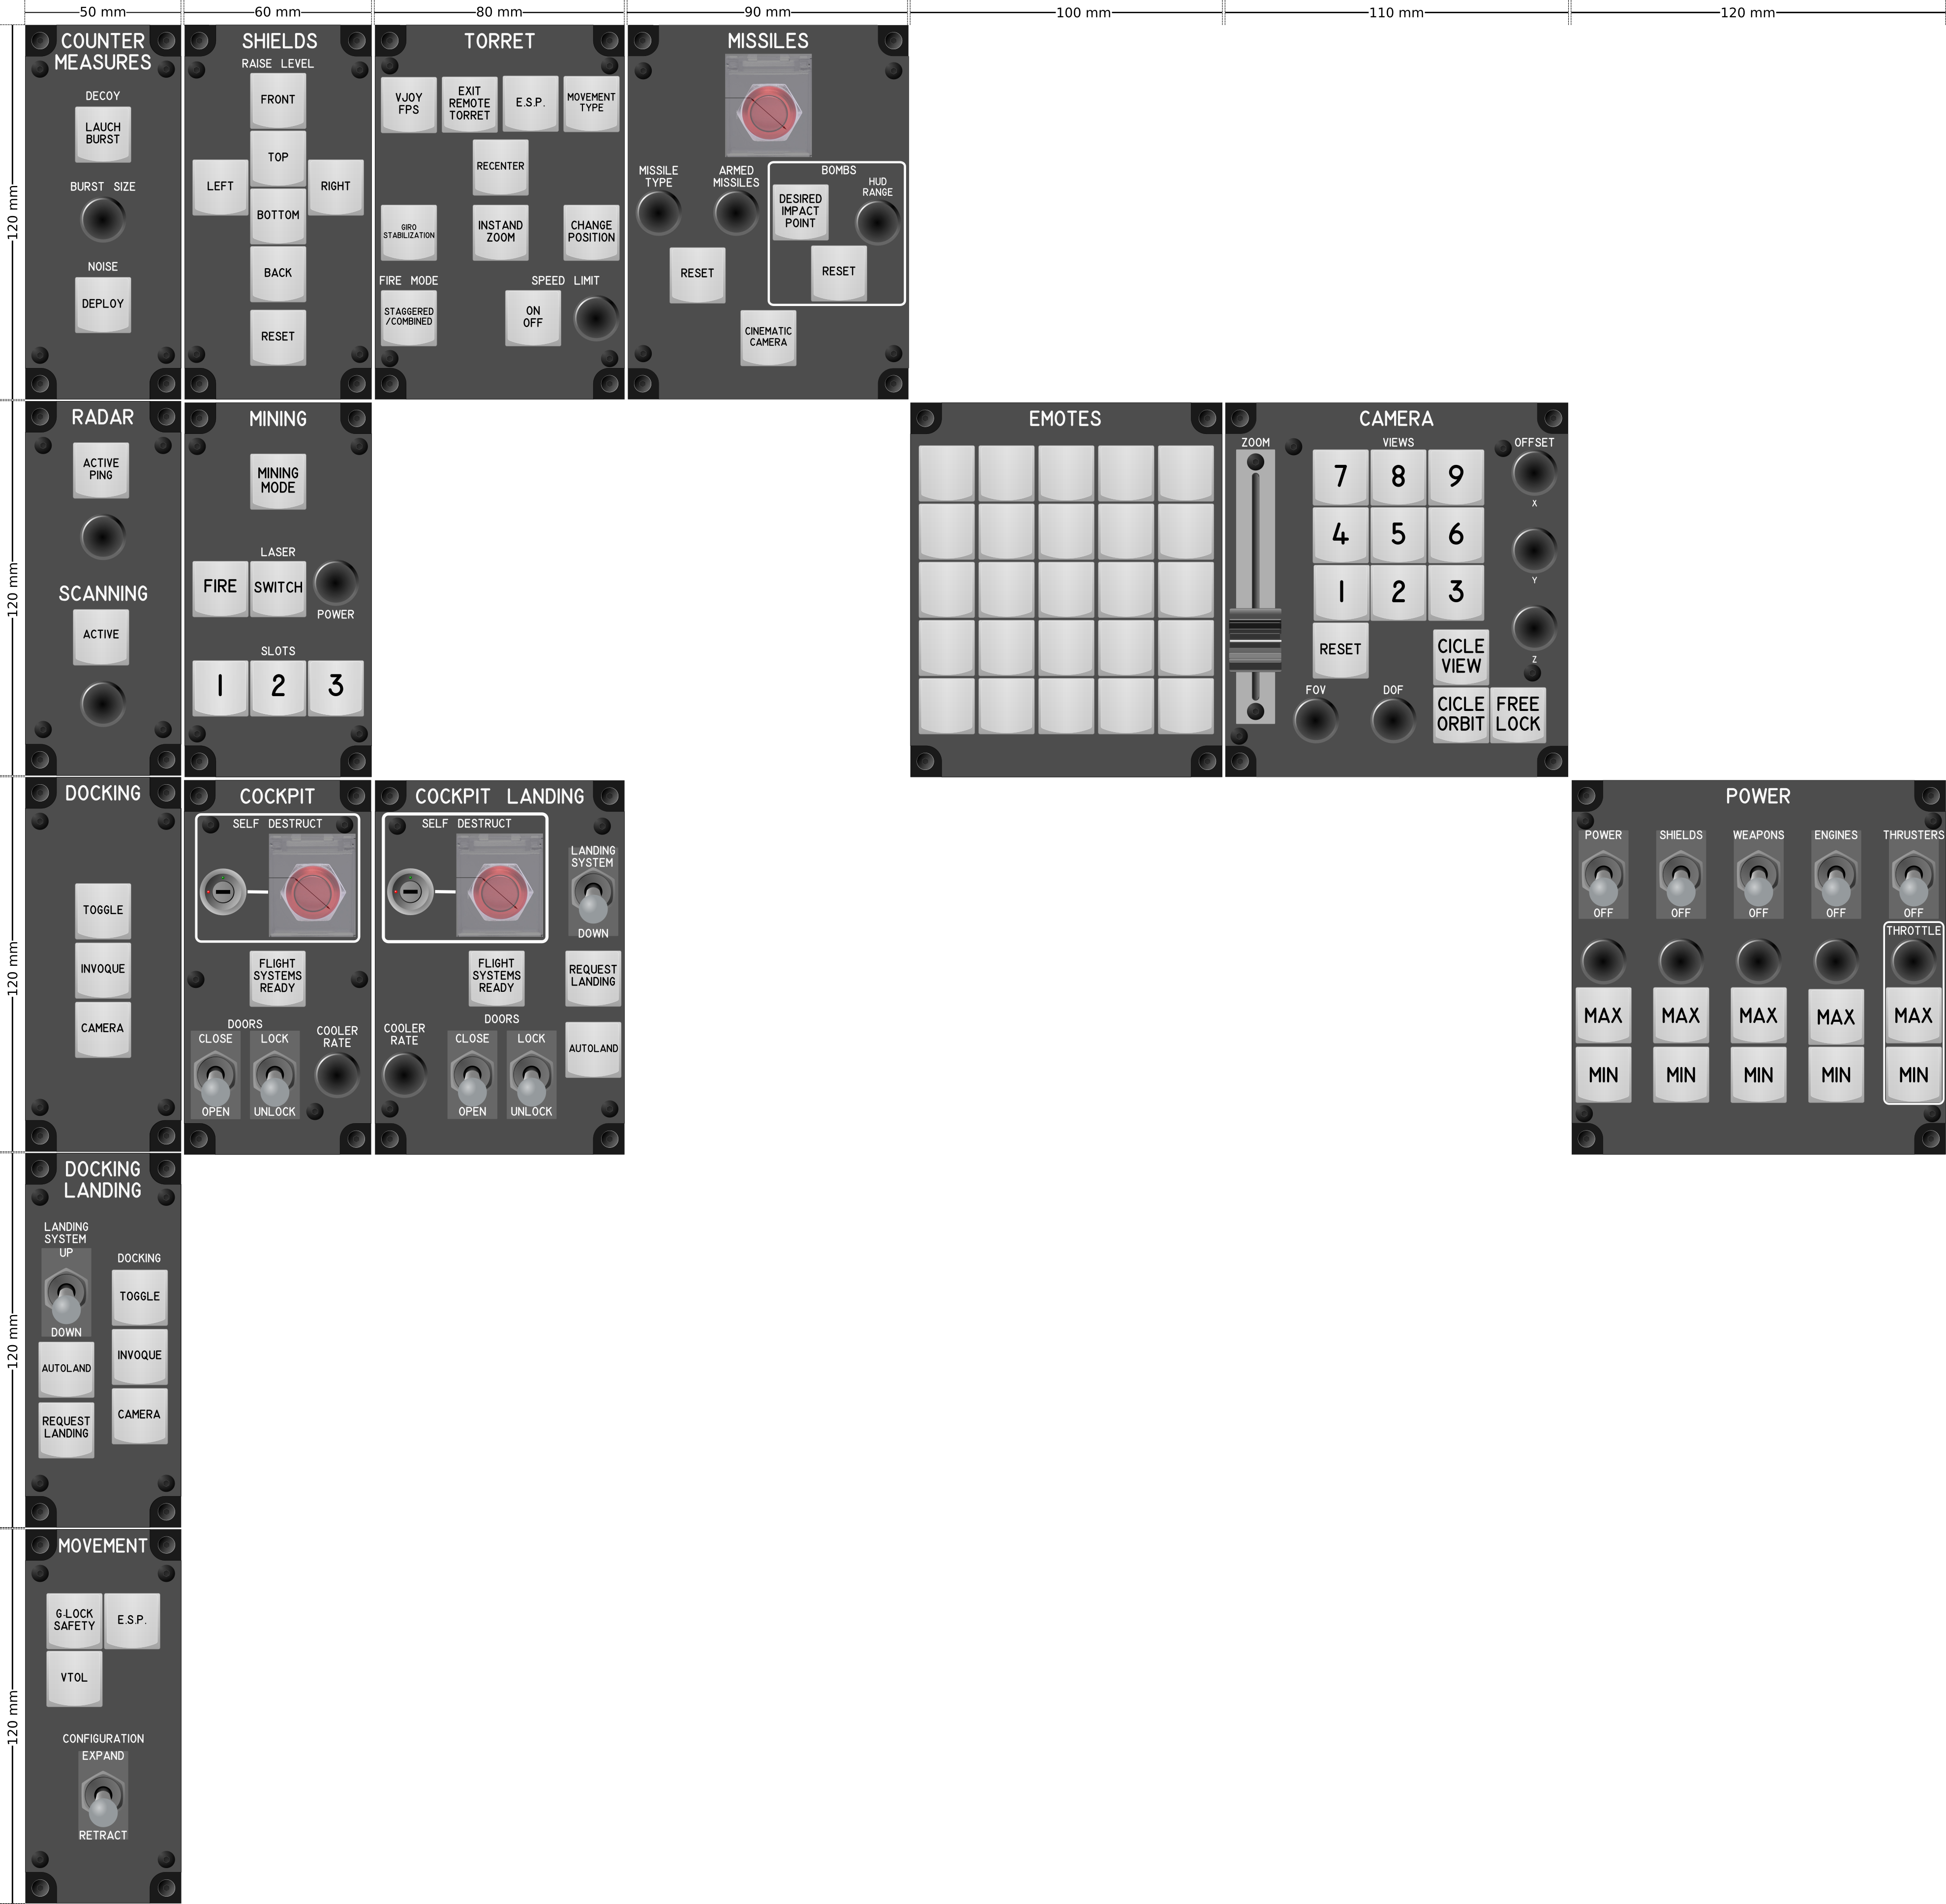 50 mm
60 mm
80 mm
90 mm
100 mm
110 mm
120 mm
120 mm
COUNTER
MEASURES
DECOY
LAUCH
BURST
BURST SIZE
NOISE
DEPLOY
SHIELDS
RAISE LEVEL
FRONT
TOP
LEFT
RIGHT
BOTTOM
BACK
RESET
TORRET
VJOY
FPS
EXIT
REMOTE
TORRET
E.S.P.
MOVEMENT
TYPE
RECENTER
GIRO
STABILIZATION
INSTAND
ZOOM
CHANGE
POSITION
FIRE MODE
SPEED LIMIT
STAGGERED
/COMBINED
ON
OFF
MISSILES
MISSILE
TYPE
ARMED
MISSILES
BOMBS
DESIRED
IMPACT
POINT
HUD
RANGE
RESET
RESET
CINEMATIC
CAMERA
120 mm
RADAR
ACTIVE
PING
SCANNING
ACTIVE
MINING
MINING
MODE
LASER
FIRE
SWITCH
POWER
SLOTS
1
2
3
EMOTES
CAMERA
ZOOM
VIEWS
OFFSET
7
8
9
X
4
5
6
Y
1
2
3
RESET
CICLE
VIEW
Z
FOV
DOF
CICLE
ORBIT
FREE
LOCK
120 mm
DOCKING
TOGGLE
INVOQUE
CAMERA
COCKPIT
SELF DESTRUCT
FLIGHT
SYSTEMS
READY
DOORS
CLOSE
LOCK
COOLER
RATE
OPEN
UNLOCK
COCKPIT LANDING
SELF DESTRUCT
LANDING
SYSTEM
DOWN
FLIGHT
SYSTEMS
READY
REQUEST
LANDING
DOORS
COOLER
RATE
CLOSE
LOCK
AUTOLAND
OPEN
UNLOCK
POWER
POWER
SHIELDS
WEAPONS
ENGINES
THRUSTERS
OFF
OFF
OFF
OFF
OFF
THROTTLE
MAX
MAX
MAX
MAX
MAX
MIN
MIN
MIN
MIN
MIN
120 mm
DOCKING
LANDING
LANDING
SYSTEM
UP
DOWN
DOCKING
TOGGLE
INVOQUE
CAMERA
AUTOLAND
REQUEST
LANDING
120 mm
MOVEMENT
G-LOCK
SAFETY
E.S.P.
VTOL
CONFIGURATION
EXPAND
RETRACT